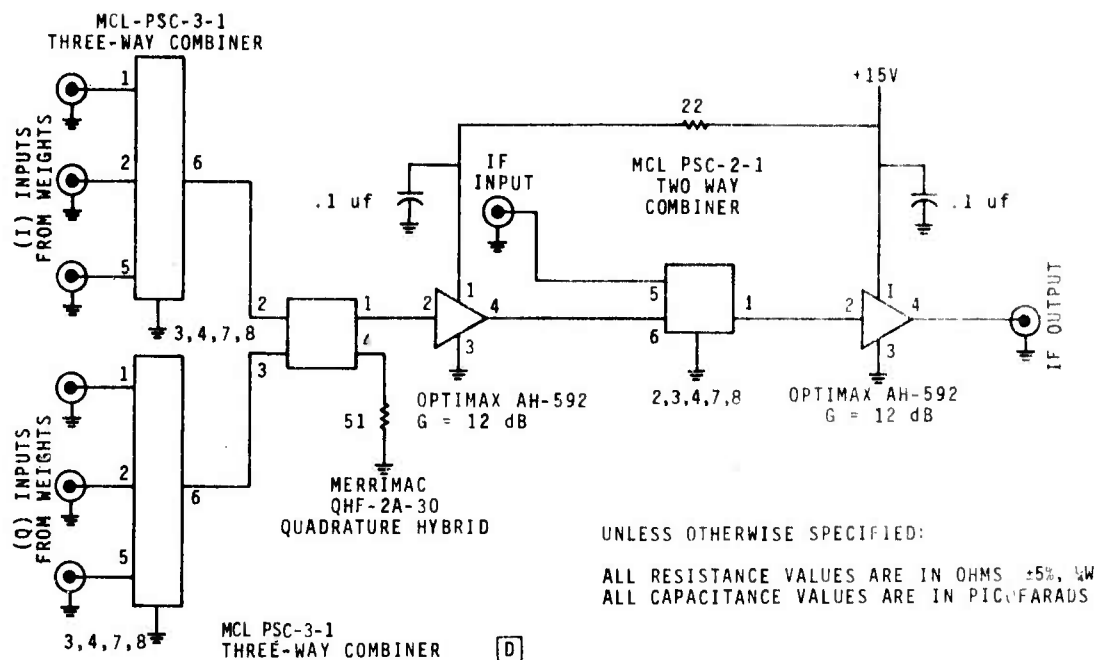 MCL-PSC-3-1
THREE-WAY COMBINER
1
2
5
6
(I) INPUTS
FROM WEIGHTS
3,4,7,8
1
2
5
6
(Q) INPUTS
FROM WEIGHTS
3,4,7,8
MCL PSC-3-1
THREE-WAY COMBINER
D
2
3
1
4
51
MERRIMAC
QHF-2A-30
QUADRATURE HYBRID
.1 uf
2
1
4
3
OPTIMAX AH-592
G = 12 dB
IF
INPUT
22
+15V
MCL PSC-2-1
TWO WAY
COMBINER
5
6
1
2,3,4,7,8
.1 uf
2
1
4
3
OPTIMAX AH-592
G = 12 dB
IF OUTPUT
UNLESS OTHERWISE SPECIFIED:
ALL RESISTANCE VALUES ARE IN OHMS ±5%, ¼W
ALL CAPACITANCE VALUES ARE IN PICOFARADS